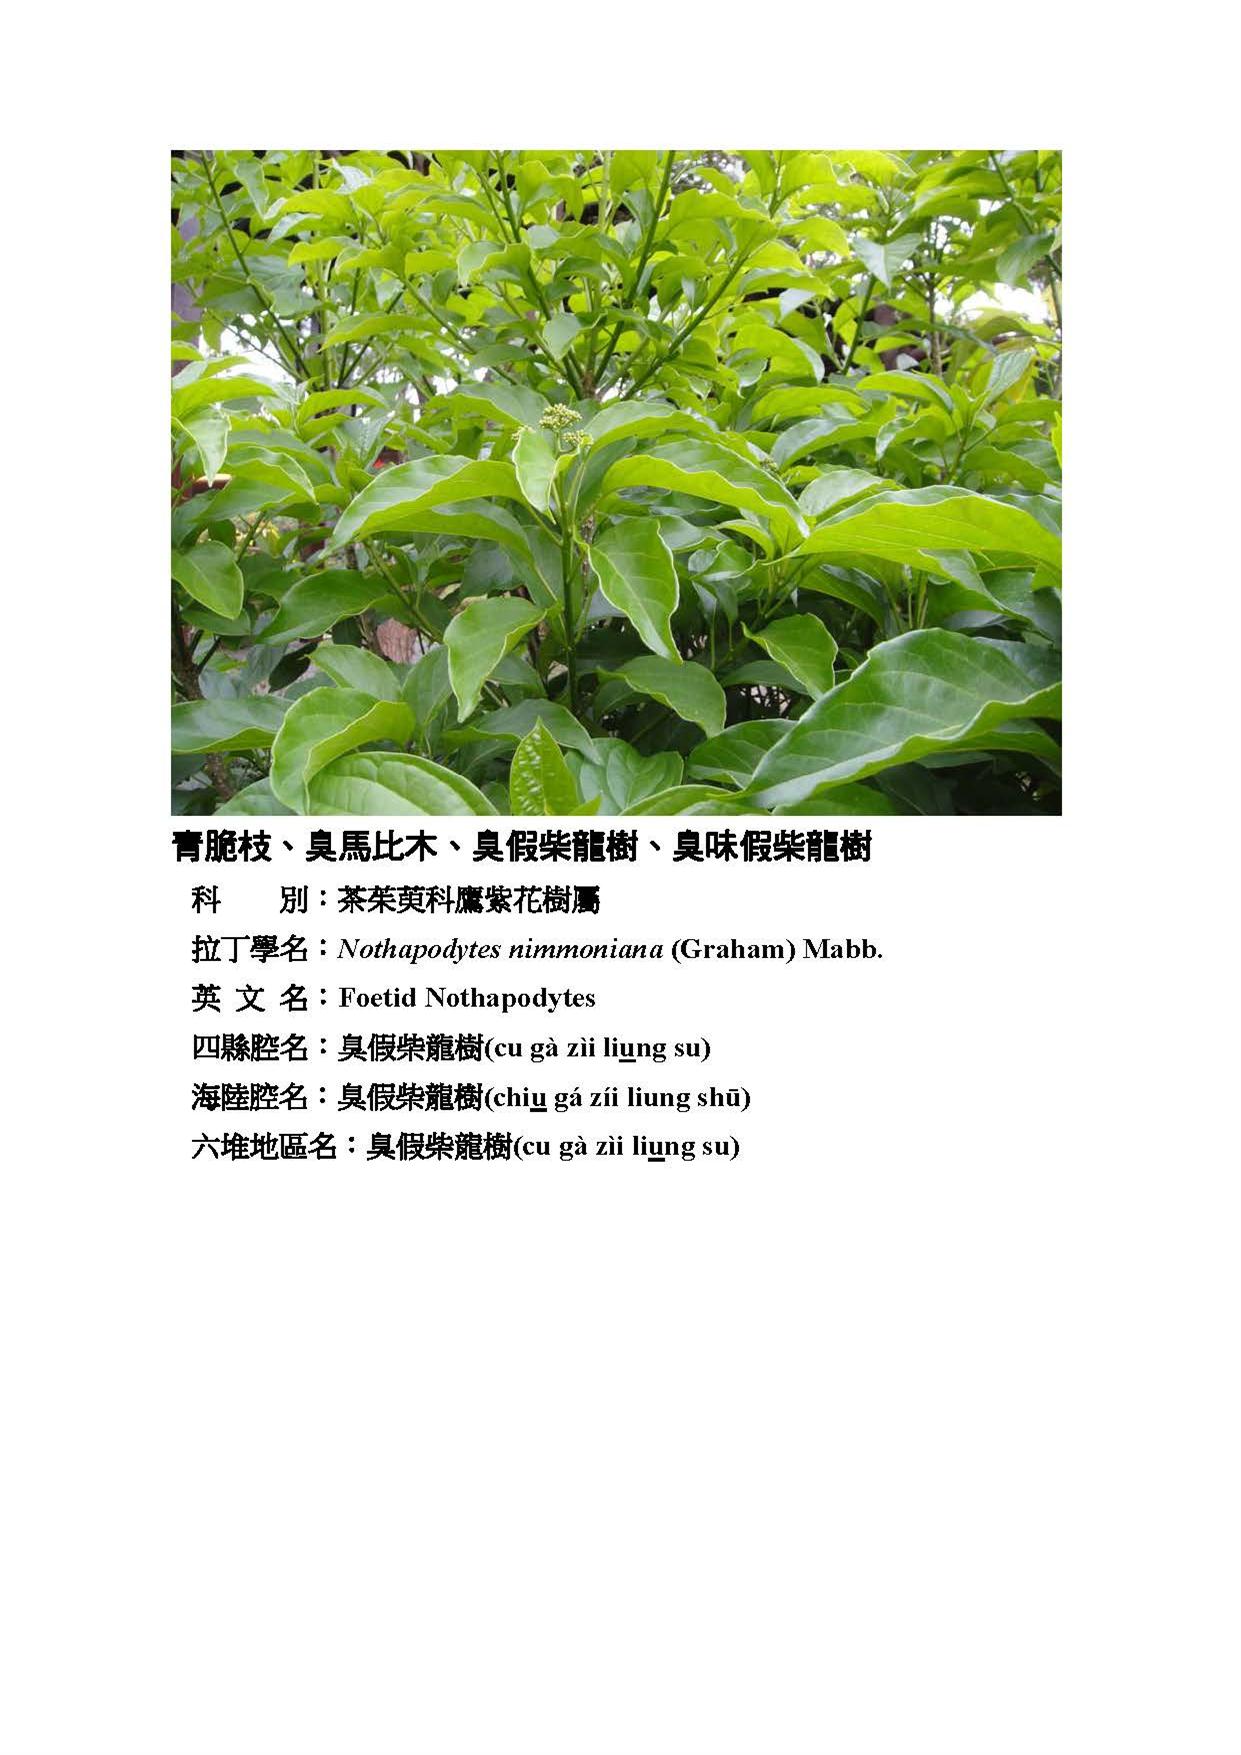 青脆枝、臭馬比木、臭假柴龍樹、臭味假柴龍樹
科　　別：茶茱萸科鷹紫花樹屬
拉丁學名：Nothapodytes nimmoniana (Graham) Mabb.
英 文 名：Foetid Nothapodytes
四縣腔名：臭假柴龍樹(cu gà zìi liung su)
海陸腔名：臭假柴龍樹(chiu gá zíi liung shū)
六堆地區名：臭假柴龍樹(cu gà zìi liung su)